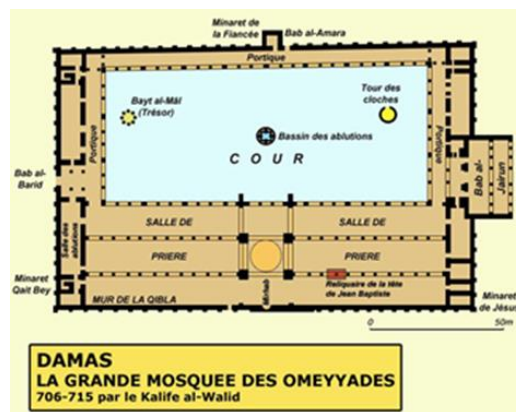 Minaret de
la Fiancée
Bab al-Amara
Portique
Bayt al-Mâl
(Trésor)
Tour des
cloches
Bassin des ablutions
Portique
Portique
C O U R
Bab al-
Barid
Bab al-
Jairun
SALLE DE
SALLE DE
Salle des
ablutions
PRIERE
PRIERE
Minaret
Qait Bey
Mihrab
Reliquaire de la tête
de Jean Baptiste
MUR DE LA QIBLA
Minaret
de Jésus
0
50m
DAMAS
LA GRANDE MOSQUEE DES OMEYYADES
706-715 par le Kalife al-Walid